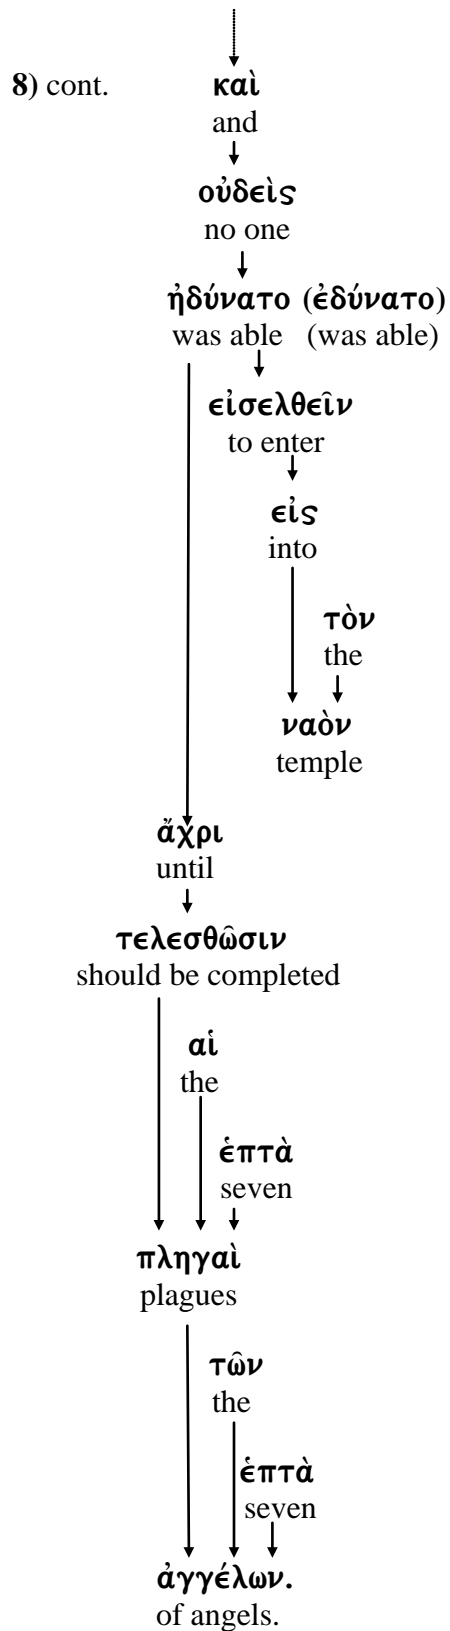 8) cont. καὶ
and
οὐδεὶς
no one
ἠδύνατο (ἐδύνατο)
was able (was able)
εἰσελθεῖν
to enter
εἰς
into
τὸν
the
ναὸν
temple
ἄχρι
until
τελεσθῶσιν
should be completed
αἱ
the
ἑπτὰ
seven
πληγαὶ
plagues
τῶν
the
ἑπτὰ
seven
ἀγγέλων.
of angels.